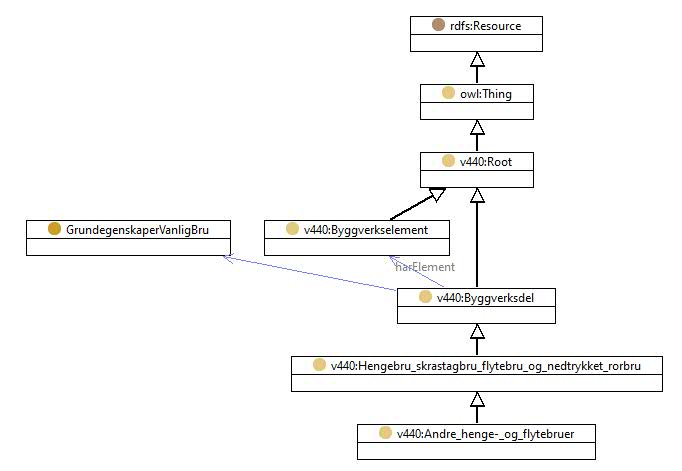 rdfs:Resource
owl:Thing
v440:Root
GrundegenskaperVanligBru
v440:Byggverkselement
harElement
v440:Byggverksdel
v440:Hengebru_skrastagbru_flytebru_og_nedtrykket_rorbru
v440:Andre_henge-_og_flytebruer